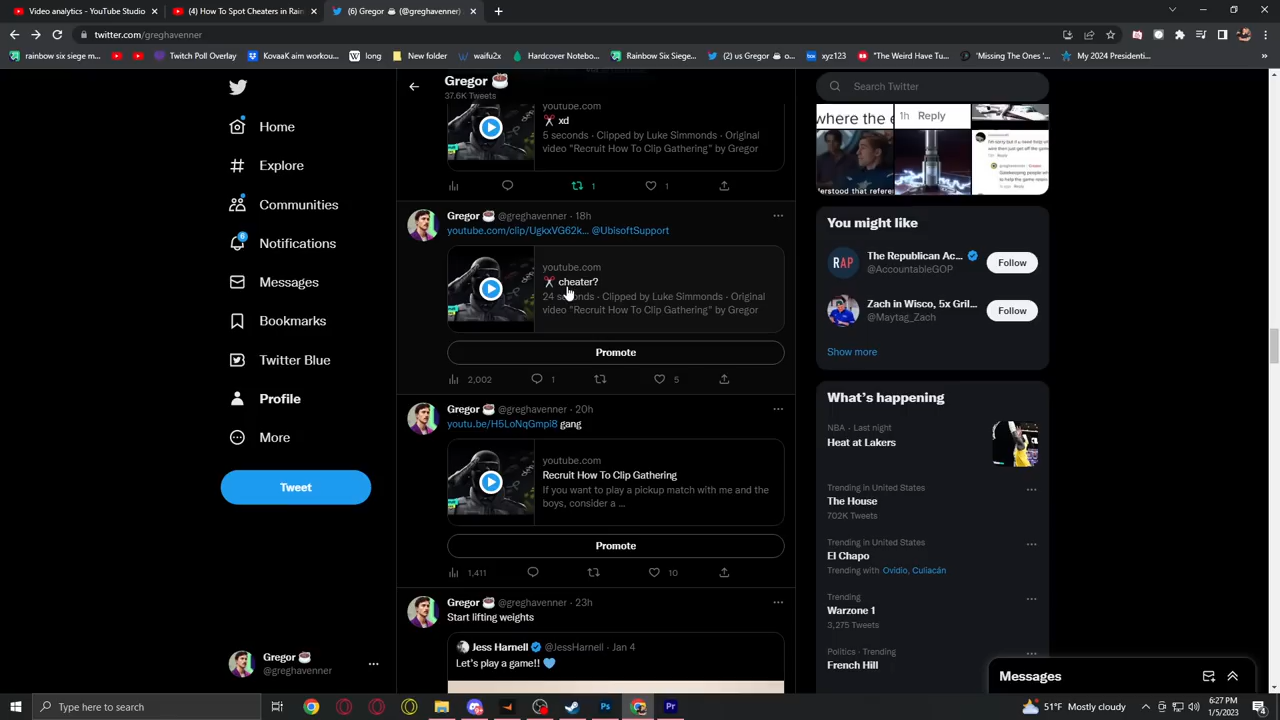 Video analytics - YouTube Studio
(4) How To Spot Cheaters in Rain
(6) Gregor ☕ (@greghavenner)
twitter.com/greghavenner
rainbow six siege m...
Twitch Poll Overlay
KovaaK aim workou...
long
New folder
waifu2x
Hardcover Notebo...
Rainbow Six Siege...
(2) us Gregor ☕ o...
xyz123
"The Weird Have Tu...
'Missing The Ones'...
My 2024 Presidenti...
Home
Explore
Communities
6
Notifications
Messages
Bookmarks
Twitter Blue
Profile
More
Tweet
Gregor ☕
@greghavenner
Gregor ☕
37.6K Tweets
youtube.com
✂️ xd
5 seconds · Clipped by Luke Simmonds · Original
video "Recruit How To Clip Gathering" by Gregor
1
1
Gregor ☕ @greghavenner · 18h
youtube.com/clip/UgkxVG62k... @UbisoftSupport
youtube.com
✂️ cheater?
24 seconds · Clipped by Luke Simmonds · Original
video "Recruit How To Clip Gathering" by Gregor
Promote
2,002
1
5
Gregor ☕ @greghavenner · 20h
youtu.be/H5LoNqGmpl8 gang
youtube.com
Recruit How To Clip Gathering
If you want to play a pickup match with me and the
boys, consider a ...
Promote
1,411
10
Gregor ☕ @greghavenner · 23h
Start lifting weights
Jess Harnell @JessHarnell · Jan 4
Let's play a game!! 💙
Search Twitter
where the
1h Reply
derstood that refere
You might like
RAP
The Republican Ac...
@AccountableGOP
Follow
Zach in Wisco, 5x Gril...
@Maytag_Zach
Follow
Show more
What's happening
NBA · Last night
Heat at Lakers
Trending in United States
The House
702K Tweets
Trending in United States
El Chapo
Trending with Ovidio, Culiacán
Trending
Warzone 1
3,275 Tweets
Politics · Trending
French Hill
Messages
Type here to search
51°F Mostly cloudy
6:27 PM
1/5/2023